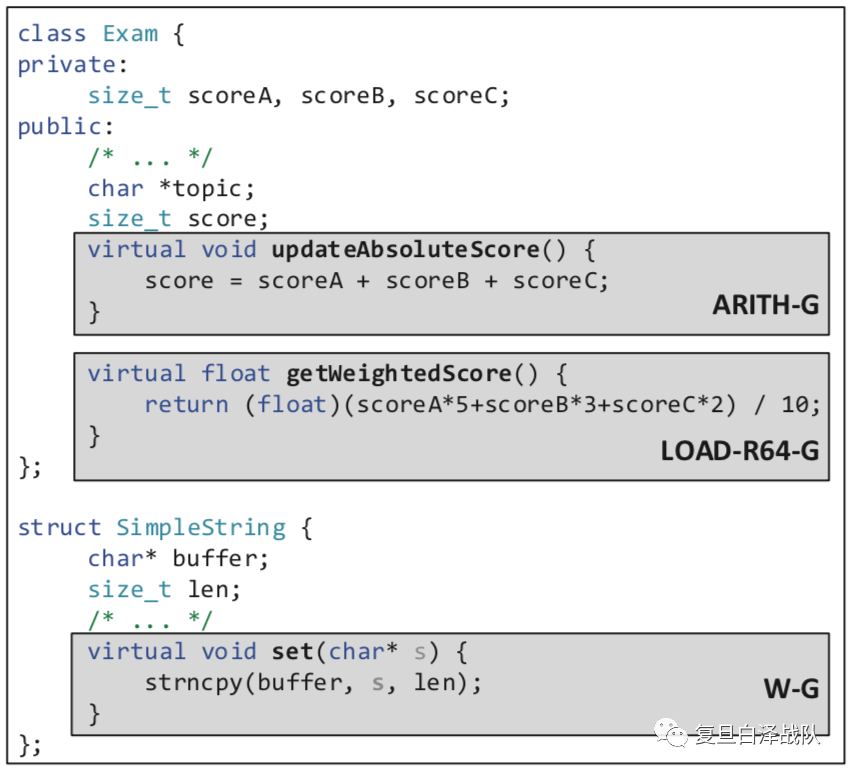 class Exam {
private:
size_t scoreA, scoreB, scoreC;
public:
/* ... */
char *topic;
size_t score;
virtual void updateAbsoluteScore() {
score = scoreA + scoreB + scoreC;
}
ARITH-G
virtual float getWeightedScore() {
return (float)(scoreA*5+scoreB*3+scoreC*2) / 10;
}
LOAD-R64-G
};
struct SimpleString {
char* buffer;
size_t len;
/* ... */
virtual void set(char* s) {
strncpy(buffer, s, len);
}
W-G
};
复旦白泽战队